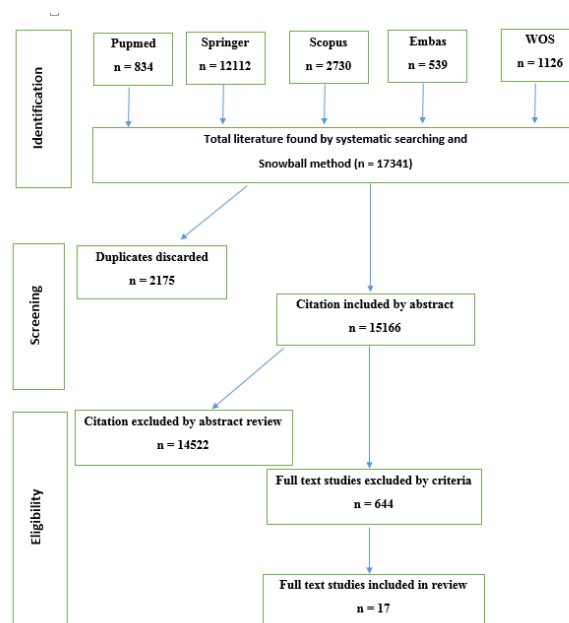 Pupmed
n = 834
Springer
n = 12112
Scopus
n = 2730
Embas
n = 539
WOS
n = 1126
Identification
Total literature found by systematic searching and
Snowball method (n = 17341)
Screening
Duplicates discarded
n = 2175
Citation included by abstract
n = 15166
Eligibility
Citation excluded by abstract review
n = 14522
Full text studies excluded by criteria
n = 644
Full text studies included in review
n = 17